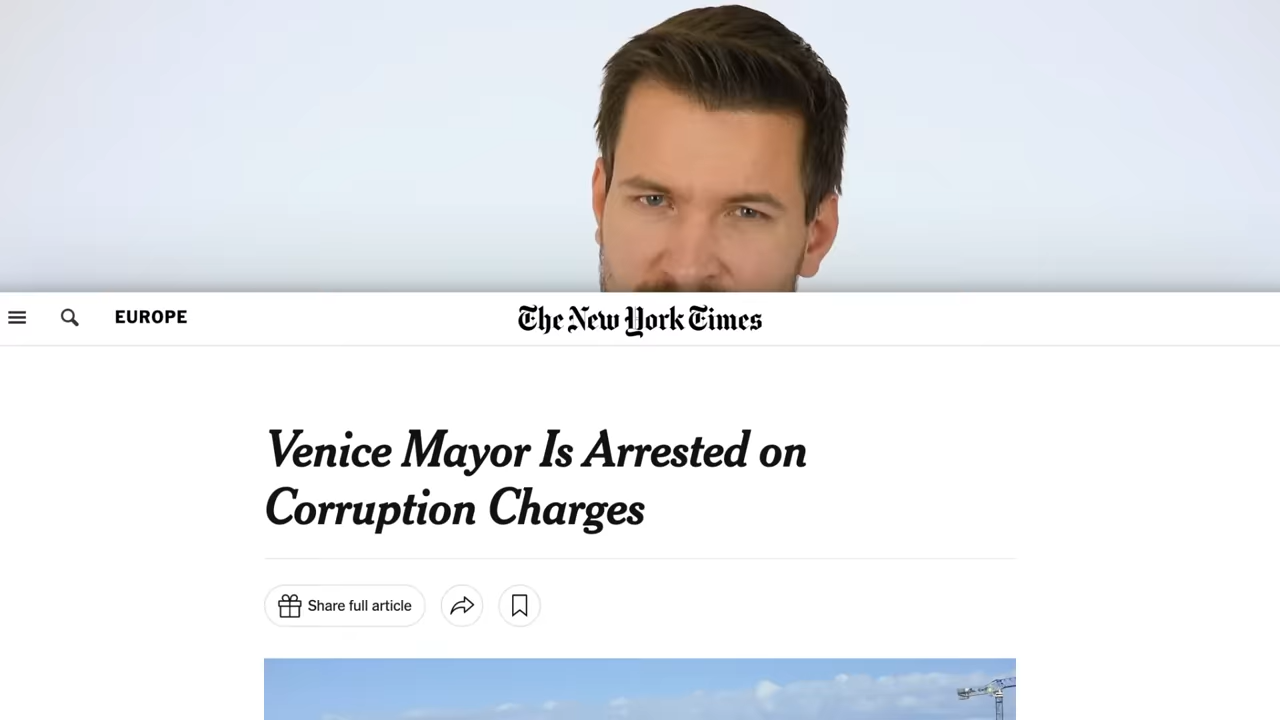 EUROPE The New York Times
Venice Mayor Is Arrested on
Corruption Charges
Share full article